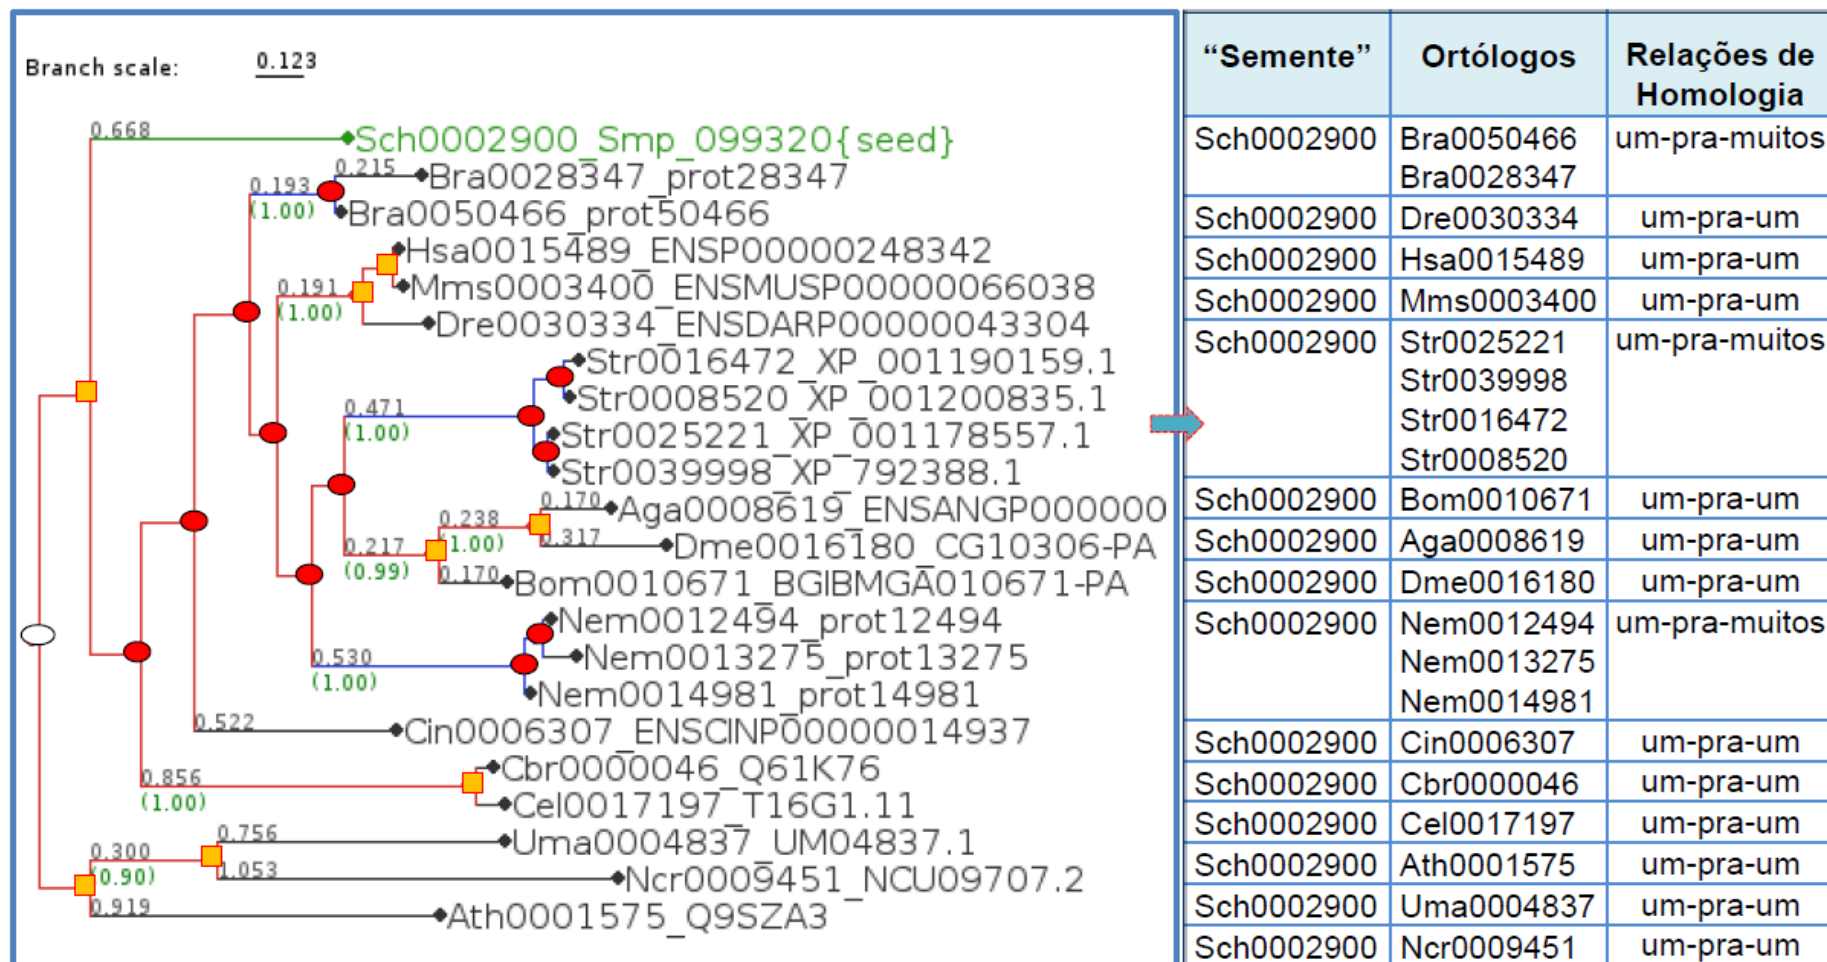 Branch scale: 0.123
0.668
Sch0002900_Smp_099320{seed}
0.215
Bra0028347_prot28347
0.193
(1.00)
Bra0050466_prot50466
Hsa0015489_ENSP00000248342
0.191
(1.00)
Mms0003400_ENSMUSP00000066038
Dre0030334_ENSDARP00000043304
Str0016472_XP_001190159.1
0.471
(1.00)
Str0008520_XP_001200835.1
Str0025221_XP_001178557.1
Str0039998_XP_792388.1
0.170
Aga0008619_ENSANGP000000
0.238
(1.00)
0.317
Dme0016180_CG10306-PA
0.217
(0.99)
0.170
Bom0010671_BGIBMGA010671-PA
Nem0012494_prot12494
0.530
(1.00)
Nem0013275_prot13275
Nem0014981_prot14981
0.522
Cin0006307_ENSCINP00000014937
Cbr0000046_Q61K76
0.856
(1.00)
Cel0017197_T16G1.11
0.756
Uma0004837_UM04837.1
0.300
(0.90)
1.053
Ncr0009451_NCU09707.2
0.919
Ath0001575_Q9SZA3
“Semente” Ortólogos Relações de
Homologia
Sch0002900 Bra0050466 um-pra-muitos
Bra0028347
Sch0002900 Dre0030334 um-pra-um
Sch0002900 Hsa0015489 um-pra-um
Sch0002900 Mms0003400 um-pra-um
Sch0002900 Str0025221 um-pra-muitos
Str0039998
Str0016472
Str0008520
Sch0002900 Bom0010671 um-pra-um
Sch0002900 Aga0008619 um-pra-um
Sch0002900 Dme0016180 um-pra-um
Sch0002900 Nem0012494 um-pra-muitos
Nem0013275
Nem0014981
Sch0002900 Cin0006307 um-pra-um
Sch0002900 Cbr0000046 um-pra-um
Sch0002900 Cel0017197 um-pra-um
Sch0002900 Ath0001575 um-pra-um
Sch0002900 Uma0004837 um-pra-um
Sch0002900 Ncr0009451 um-pra-um